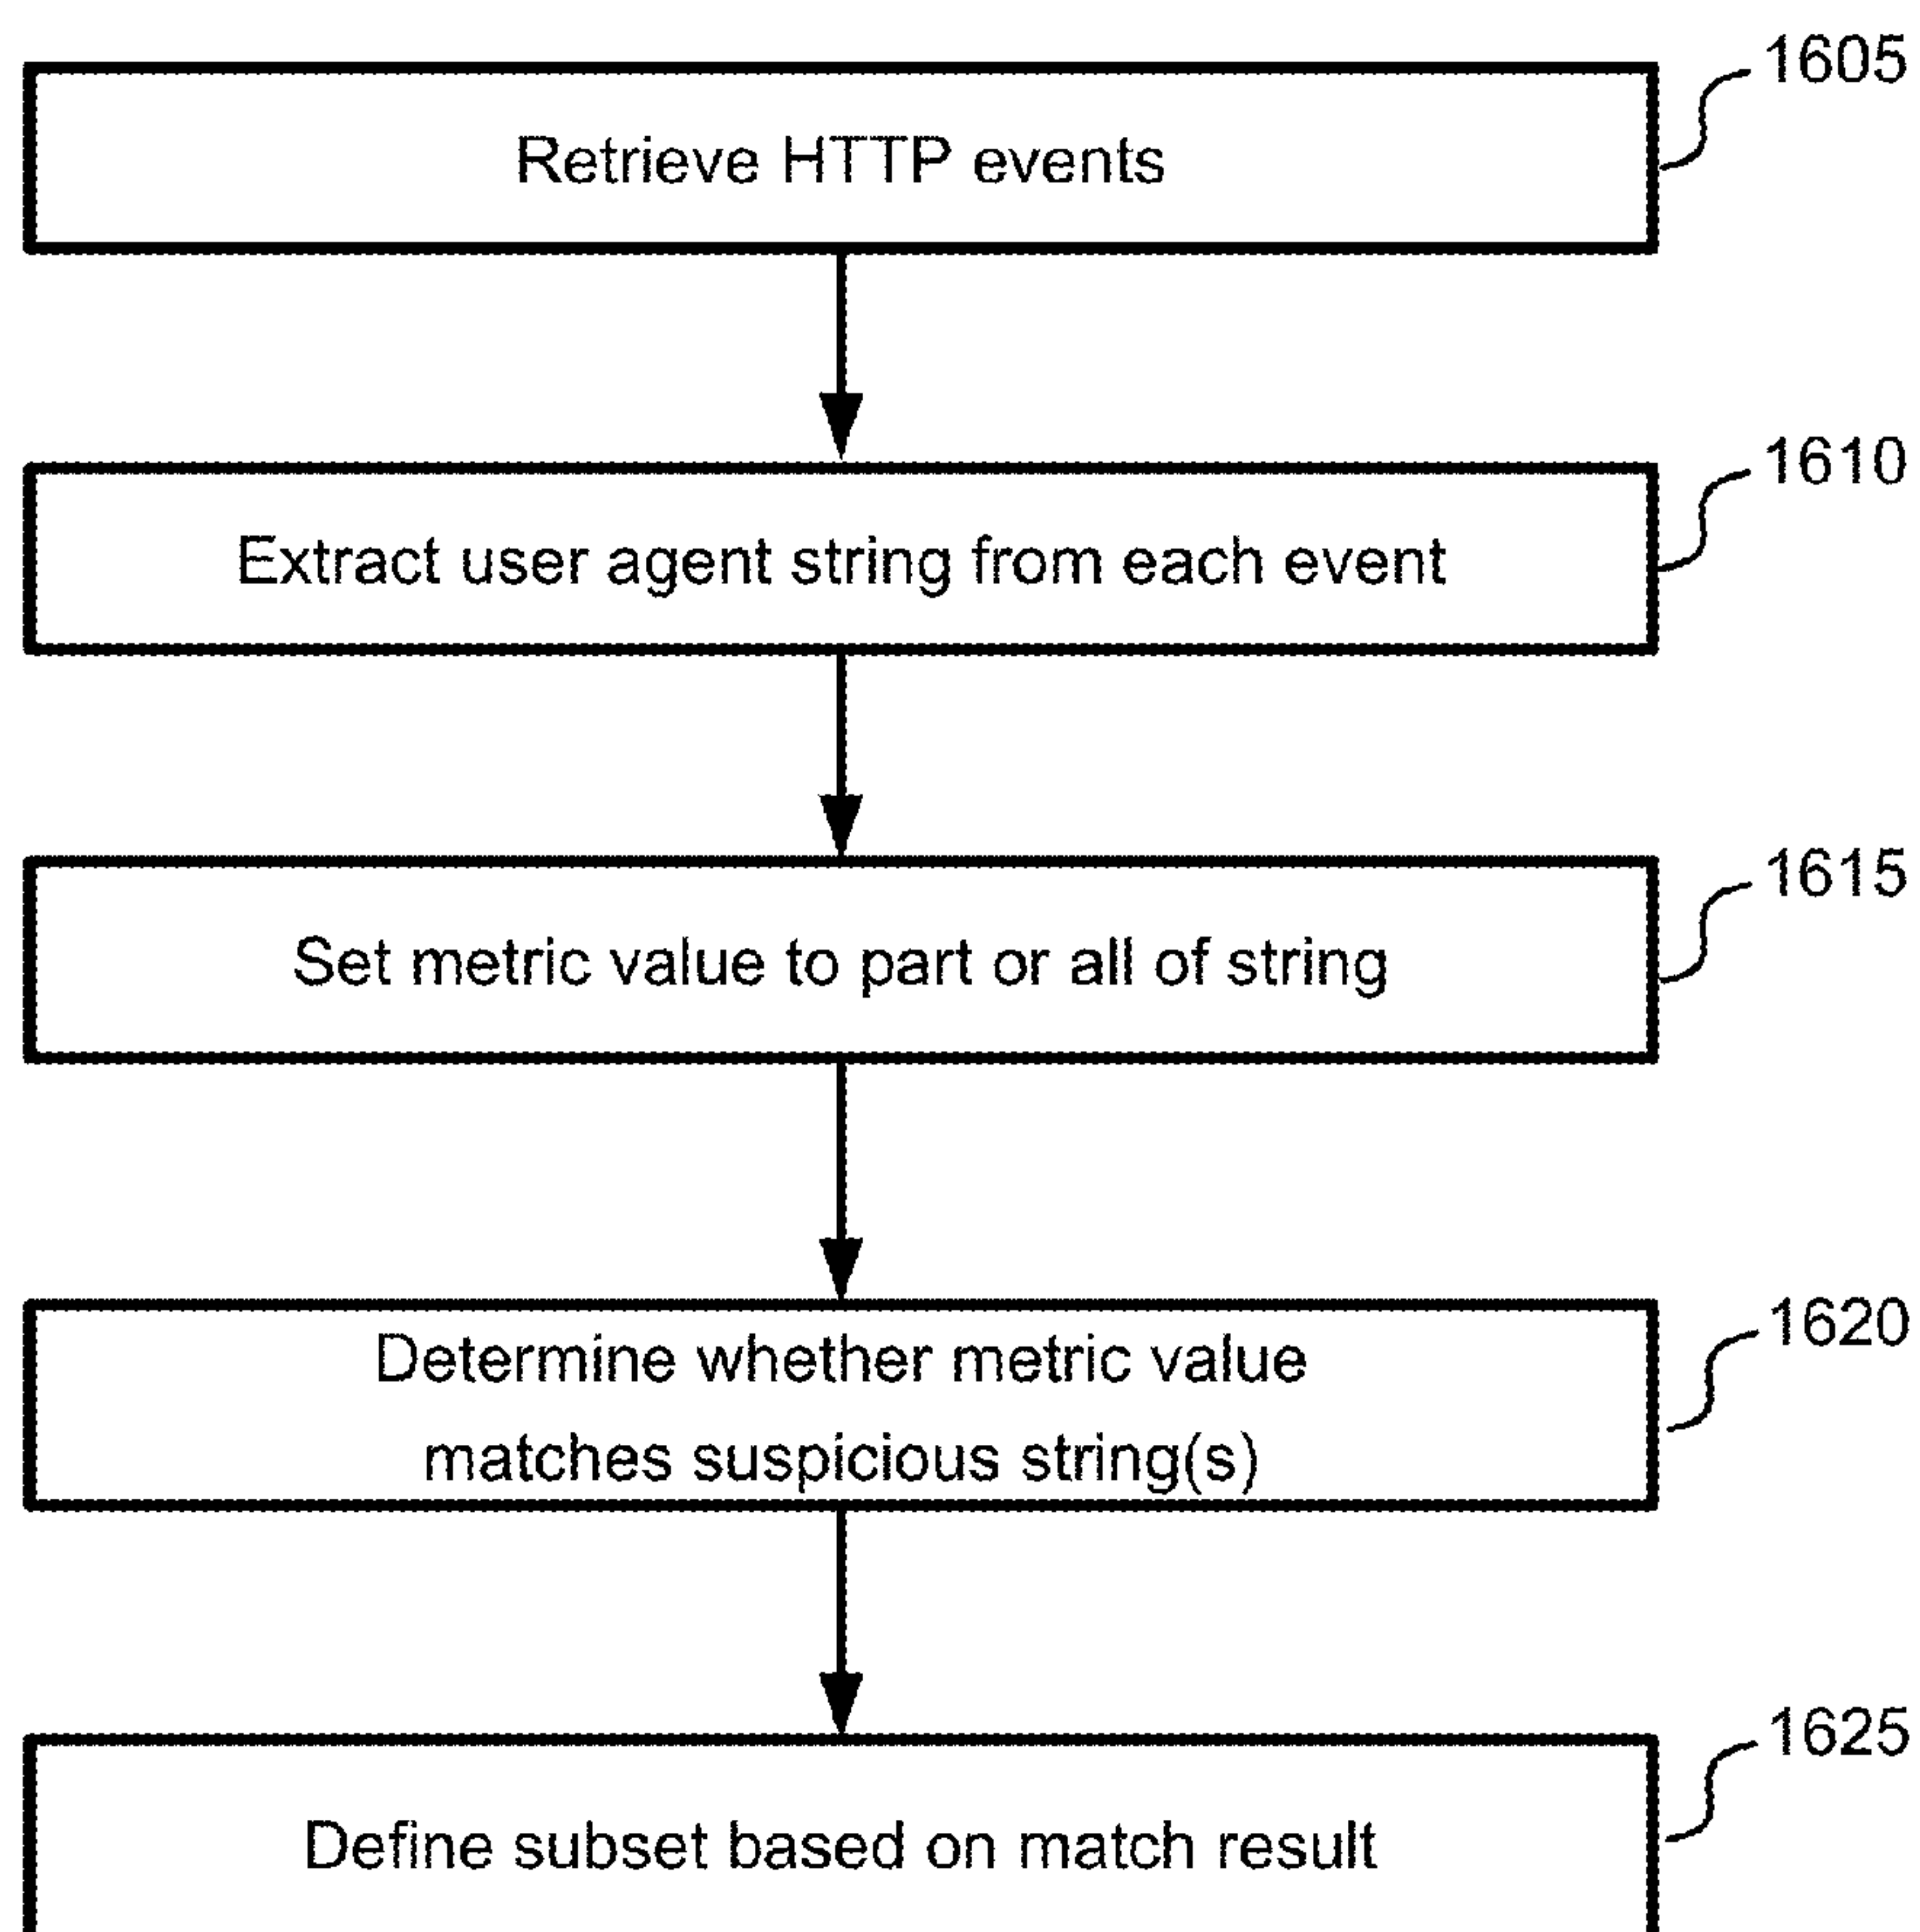 1605
Retrieve HTTP events
1610
Extract user agent string from each event
1615
Set metric value to part or all of string
1620
Determine whether metric value
matches suspicious string(s)
1625
Define subset based on match result